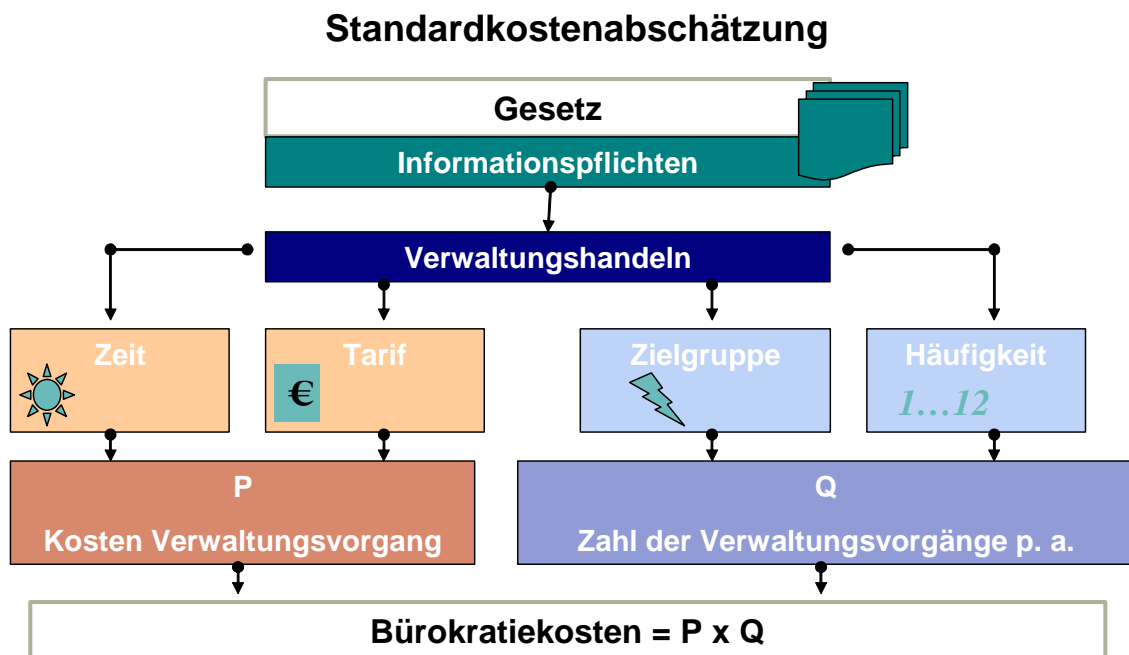 Standardkostenabschätzung
Gesetz
Informationspflichten
Verwaltungshandeln
Zeit
Tarif
€
Zielgruppe
Häufigkeit
1…12
P
Kosten Verwaltungsvorgang
Q
Zahl der Verwaltungsvorgänge p. a.
Bürokratiekosten = P x Q